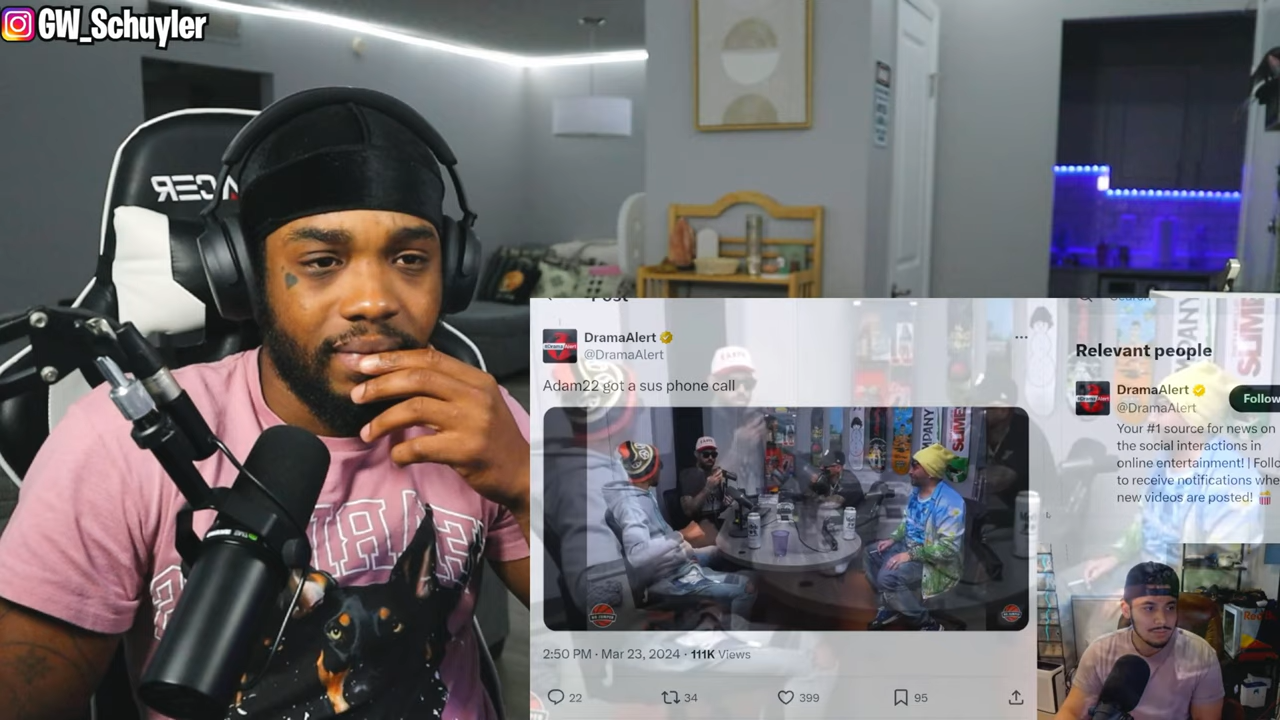 GW_Schuyler
Post
Search
DramaAlert
@DramaAlert
Adam22 got a sus phone call
2:50 PM · Mar 23, 2024 · 111K Views
22
34
399
95
Relevant people
DramaAlert
@DramaAlert
Follow
Your #1 source for news on
the social interactions in
online entertainment! | Follo
to receive notifications whe
new videos are posted! 🍿